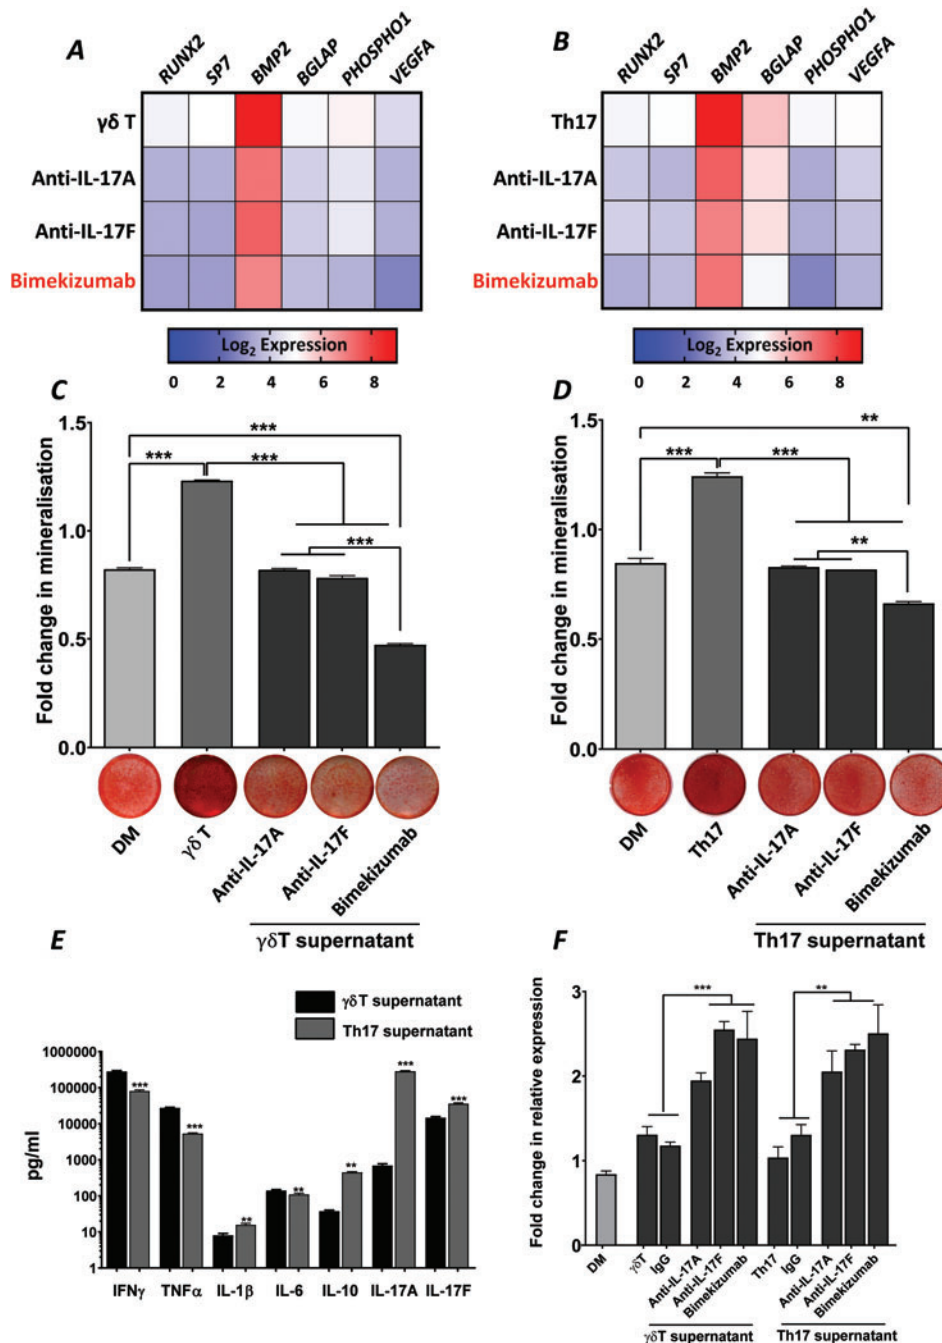 A
RUNX2 SP7 BMP2 BGLAP PHOSPHO1 VEGFA
γδ T
Anti-IL-17A
Anti-IL-17F
Bimekizumab
Log2 Expression
0 2 4 6 8
B
RUNX2 SP7 BMP2 BGLAP PHOSPHO1 VEGFA
Th17
Anti-IL-17A
Anti-IL-17F
Bimekizumab
Log2 Expression
0 2 4 6 8
C
Fold change in mineralisation
1.5
1.0
0.5
0.0
***
*** ***
***
DM γδ T Anti-IL-17A Anti-IL-17F Bimekizumab
γδT supernatant
D
Fold change in mineralisation
1.5
1.0
0.5
0.0
**
*** ***
**
DM Th17 Anti-IL-17A Anti-IL-17F Bimekizumab
Th17 supernatant
E
γδT supernatant
Th17 supernatant
pg/ml
1000000
100000
10000
1000
100
10
1
*** *** ** ** ** *** ***
IFNγ TNFα IL-1β IL-6 IL-10 IL-17A IL-17F
F
Fold change in relative expression
3
2
1
0
*** **
DM γδT IgG Anti-IL-17A Anti-IL-17F Bimekizumab Th17 IgG Anti-IL-17A Anti-IL-17F Bimekizumab
γδT supernatant Th17 supernatant